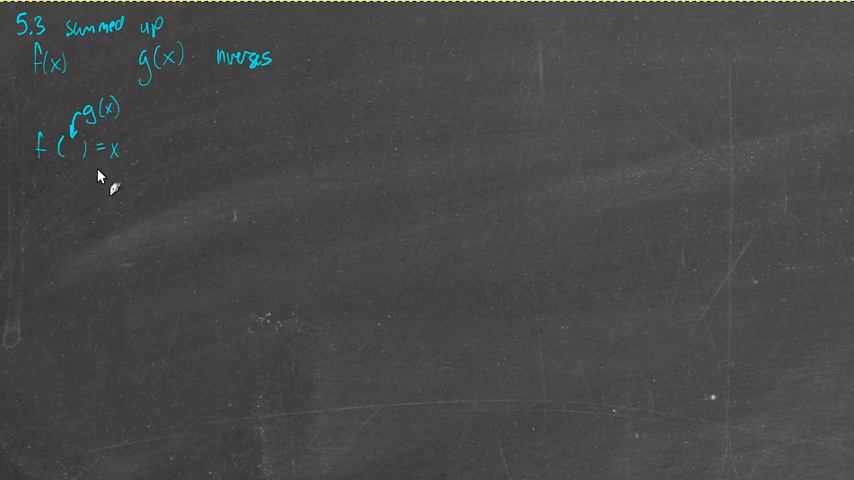 5.3 summed up
f(x) g(x) inverses
g(x)
f( ) = x